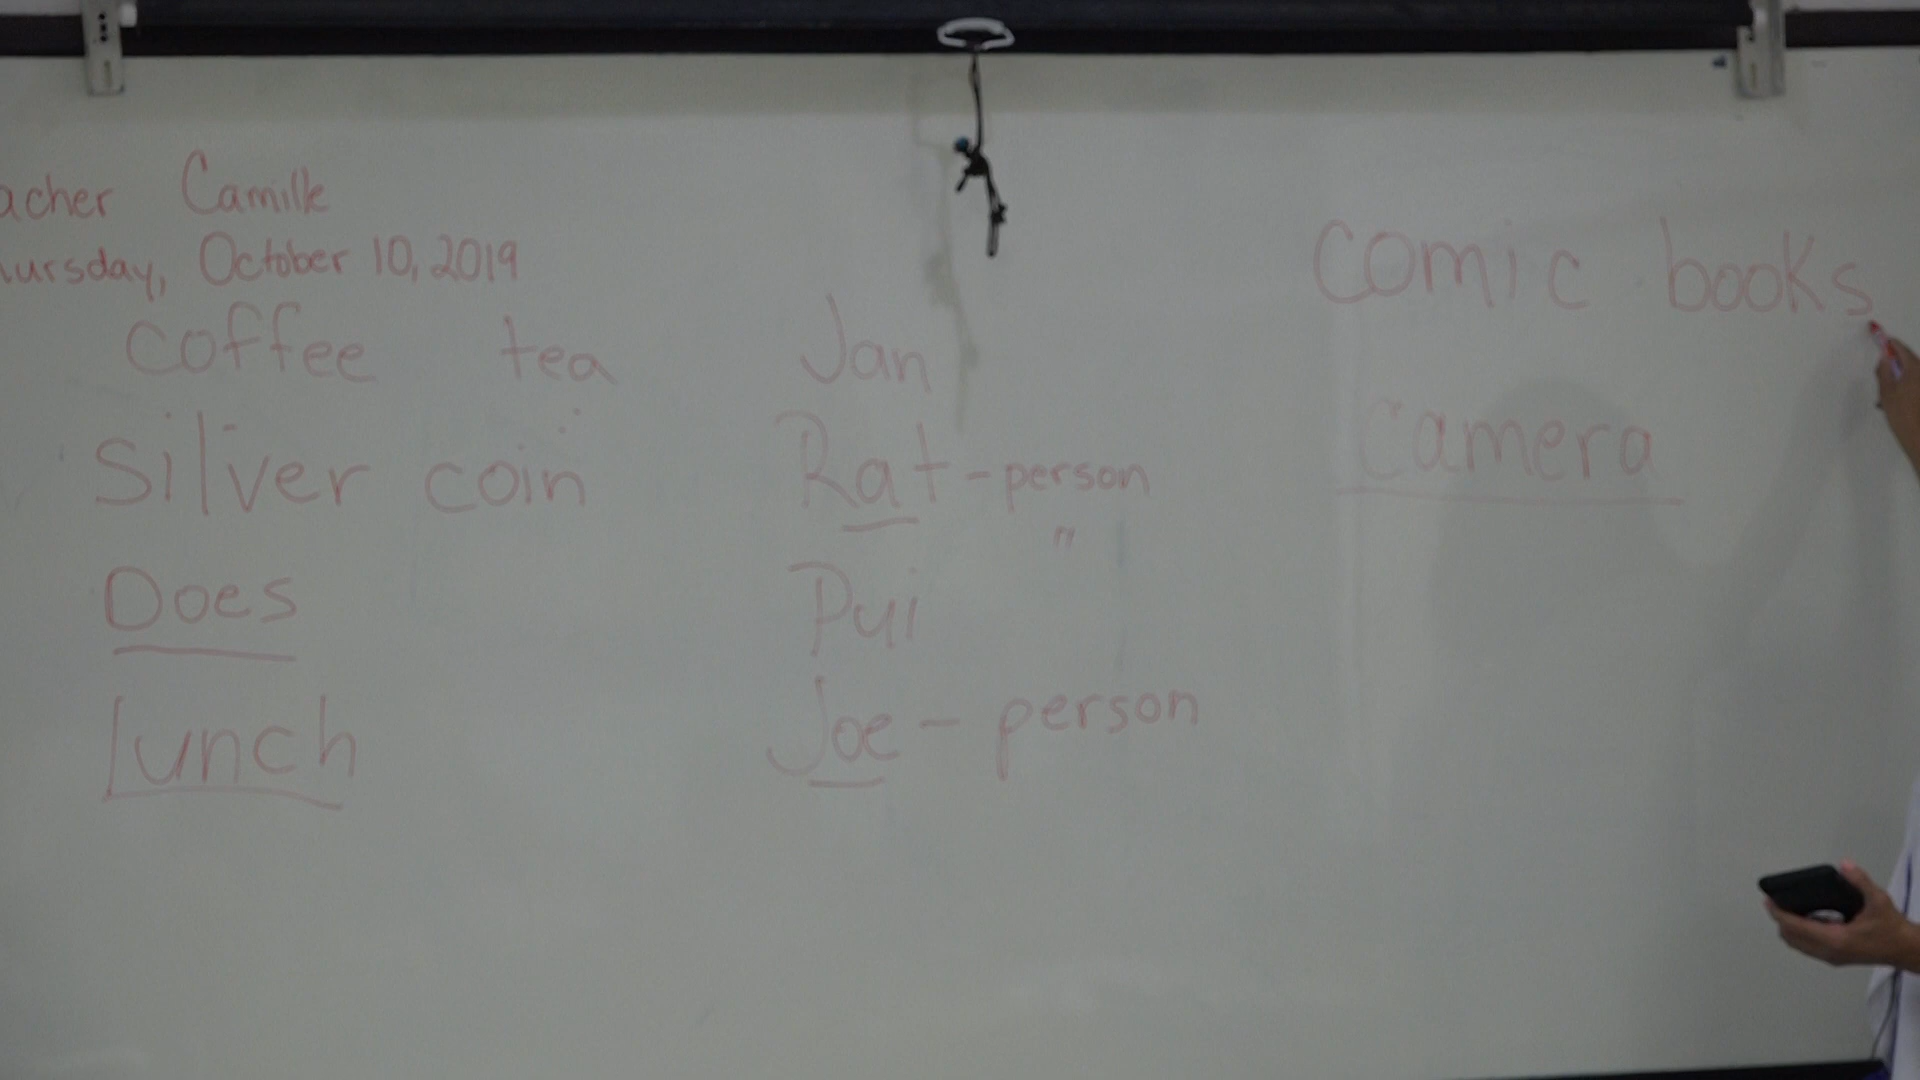 acher Camille
ursday, October 10, 2019
coffee tea
Silver coin
Does
lunch
Jan
Rat - person
"
Pui
Joe - person
comic books
camera